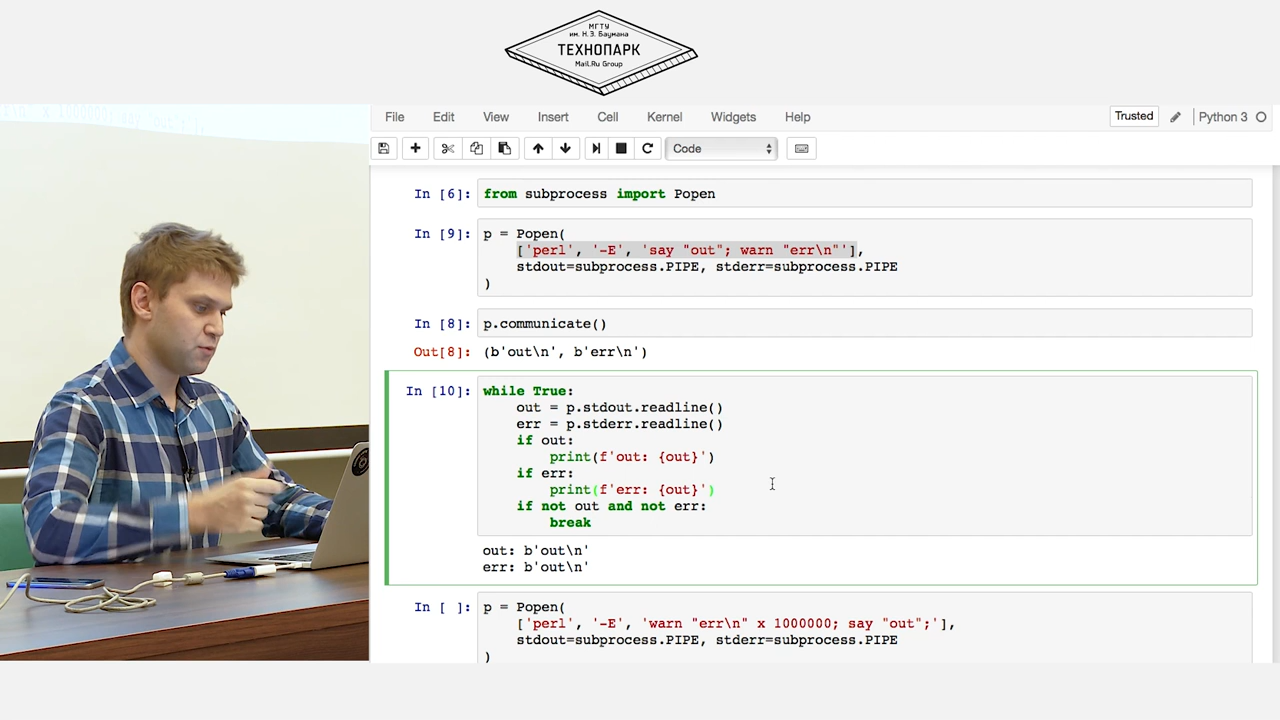 МГТУ
им. Н.Э. Баумана
ТЕХНОПАРК
Mail.Ru Group
File Edit View Insert Cell Kernel Widgets Help
Trusted
Python 3
Code
In [6]: from subprocess import Popen
In [9]: p = Popen(
['perl', '-E', 'say "out"; warn "err\n"'],
stdout=subprocess.PIPE, stderr=subprocess.PIPE
)
In [8]: p.communicate()
Out[8]: (b'out\n', b'err\n')
In [10]: while True:
out = p.stdout.readline()
err = p.stderr.readline()
if out:
print(f'out: {out}')
if err:
print(f'err: {out}')
if not out and not err:
break
out: b'out\n'
err: b'out\n'
In [ ]: p = Popen(
['perl', '-E', 'warn "err\n" x 1000000; say "out";'],
stdout=subprocess.PIPE, stderr=subprocess.PIPE
)